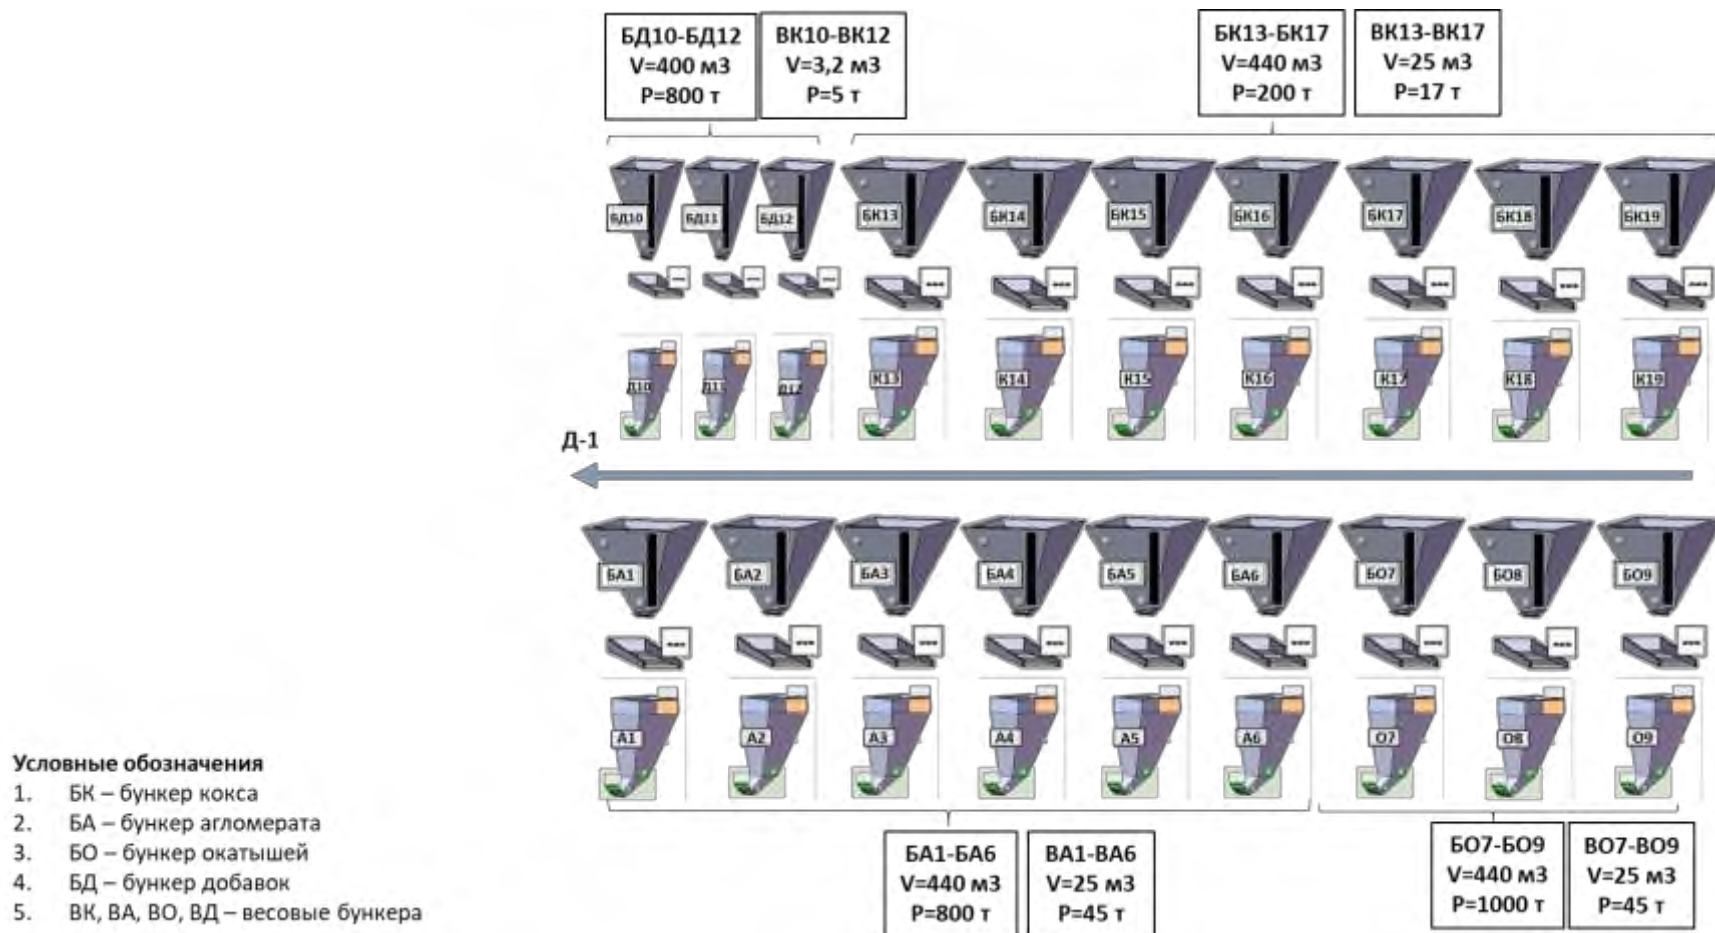 БД10-БД12
V=400 м3
P=800 т
ВК10-ВК12
V=3,2 м3
P=5 т
БК13-БК17
V=440 м3
P=200 т
ВК13-ВК17
V=25 м3
P=17 т
БД10
БД11
БД12
БК13
БК14
БК15
БК16
БК17
БК18
БК19
Д10
Д11
Д12
К13
К14
К15
К16
К17
К18
К19
Д-1
БА1
БА2
БА3
БА4
БА5
БА6
БО7
БО8
БО9
А1
А2
А3
А4
А5
А6
О7
О8
О9
Условные обозначения
1. БК – бункер кокса
2. БА – бункер агломерата
3. БО – бункер окатышей
4. БД – бункер добавок
5. ВК, ВА, ВО, ВД – весовые бункера
БА1-БА6
V=440 м3
P=800 т
ВА1-ВА6
V=25 м3
P=45 т
БО7-БО9
V=440 м3
P=1000 т
ВО7-ВО9
V=25 м3
P=45 т